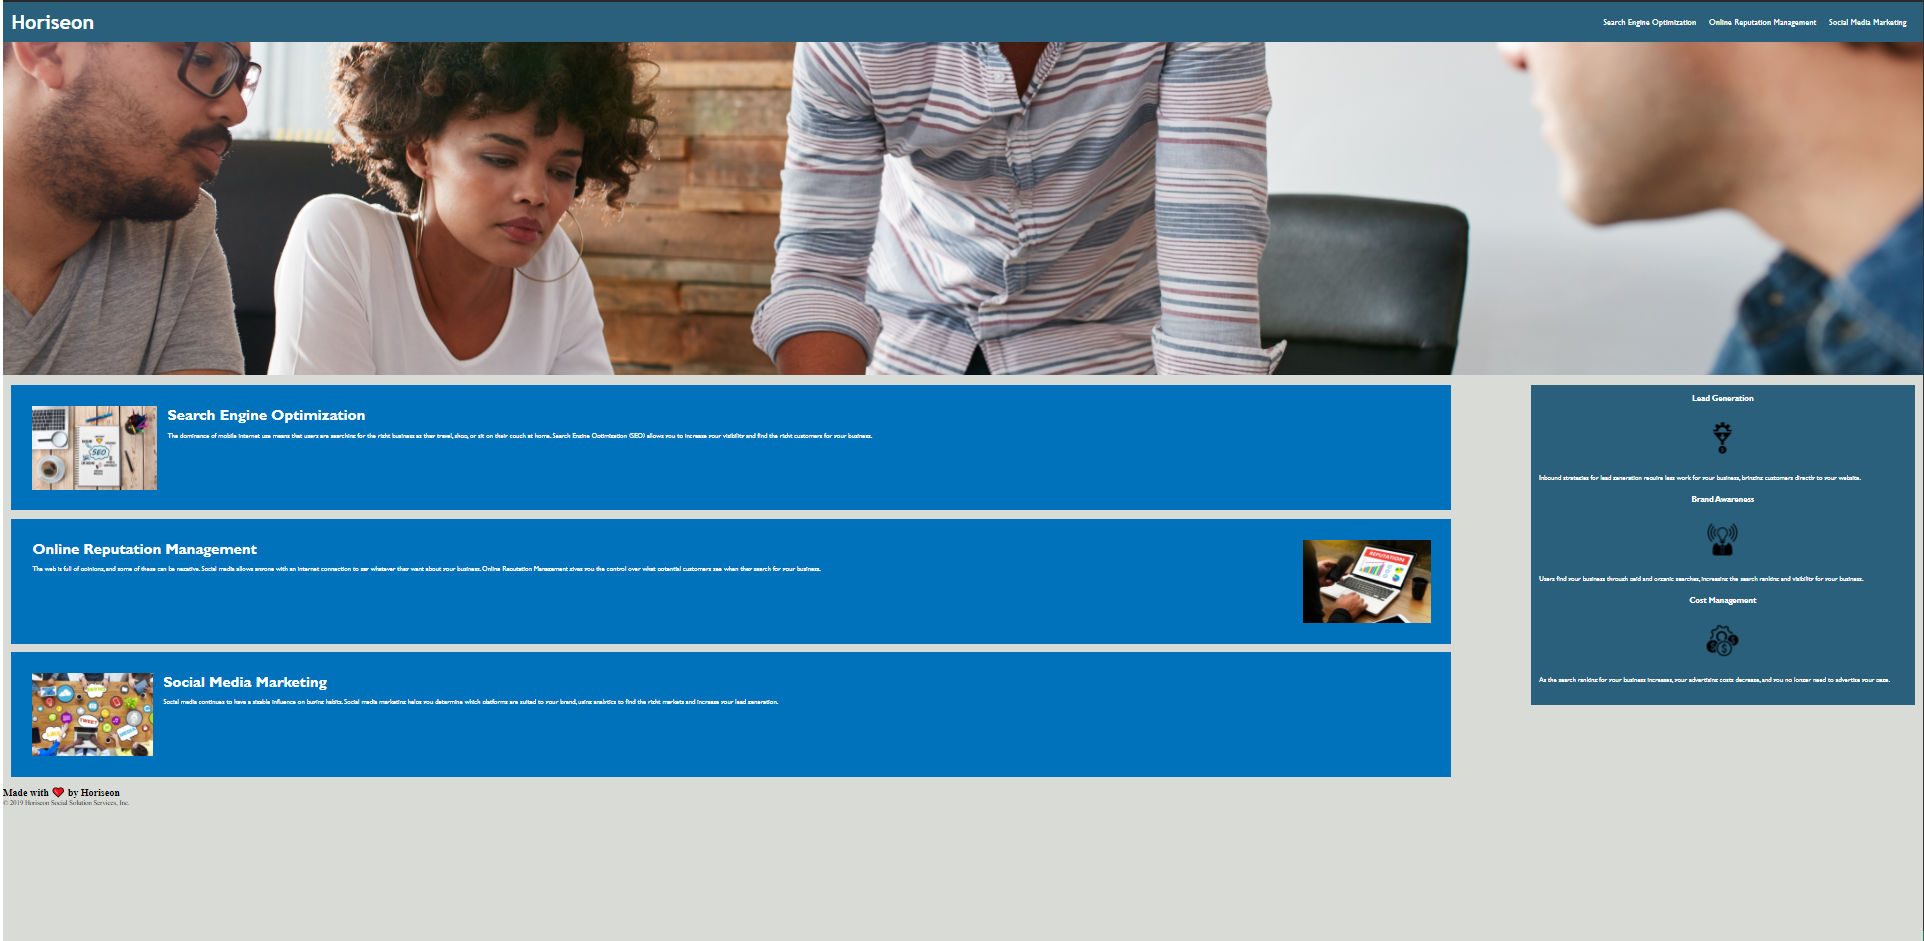 Horiseon
Search Engine Optimization Online Reputation Management Social Media Marketing
Search Engine Optimization
The dominance of mobile internet use means that users are searching for the right business as they travel, shop, or sit on their couch at home. Search Engine Optimization (SEO) allows you to increase your visibility and find the right customers for your business.
SEO
Online Reputation Management
The web is full of opinions, and some of these can be negative. Social media allows anyone with an internet connection to say whatever they want about your business. Online Reputation Management gives you the control over what potential customers see when they search for your business.
REPUTATION
Social Media Marketing
Social media continues to have a sizable influence on buying habits. Social media marketing helps you determine which platforms are suited to your brand, using analytics to find the right markets and increase your lead generation.
TWEET
Lead Generation
Inbound strategies for lead generation require less work for your business, bringing customers directly to your website.
Brand Awareness
Users find your business through paid and organic searches, increasing the search ranking and visibility for your business.
Cost Management
As the search ranking for your business increases, your advertising costs decrease, and you no longer need to advertise your page.
Made with ❤️ by Horiseon
© 2019 Horiseon Social Solution Services, Inc.